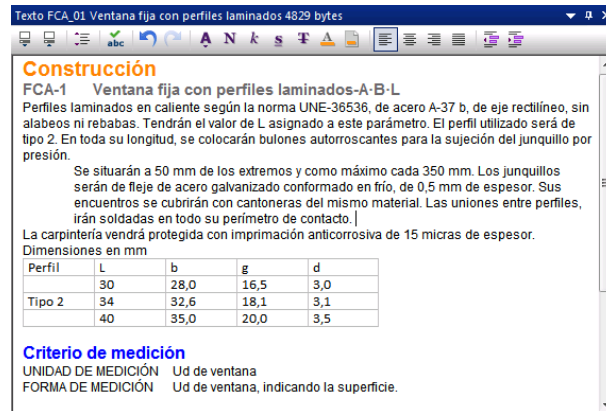 Texto FCA_01 Ventana fija con perfiles laminados 4829 bytes
abc A N k s T A
Construcción
FCA-1 Ventana fija con perfiles laminados-A·B·L
Perfiles laminados en caliente según la norma UNE-36536, de acero A-37 b, de eje rectilíneo, sin
alabeos ni rebabas. Tendrán el valor de L asignado a este parámetro. El perfil utilizado será de
tipo 2. En toda su longitud, se colocarán bulones autorroscantes para la sujeción del junquillo por
presión.
Se situarán a 50 mm de los extremos y como máximo cada 350 mm. Los junquillos
serán de fleje de acero galvanizado conformado en frío, de 0,5 mm de espesor. Sus
encuentros se cubrirán con cantoneras del mismo material. Las uniones entre perfiles,
irán soldadas en todo su perímetro de contacto.
La carpintería vendrá protegida con imprimación anticorrosiva de 15 micras de espesor.
Dimensiones en mm
Perfil L b g d
30 28,0 16,5 3,0
Tipo 2 34 32,6 18,1 3,1
40 35,0 20,0 3,5
Criterio de medición
UNIDAD DE MEDICIÓN Ud de ventana
FORMA DE MEDICIÓN Ud de ventana, indicando la superficie.